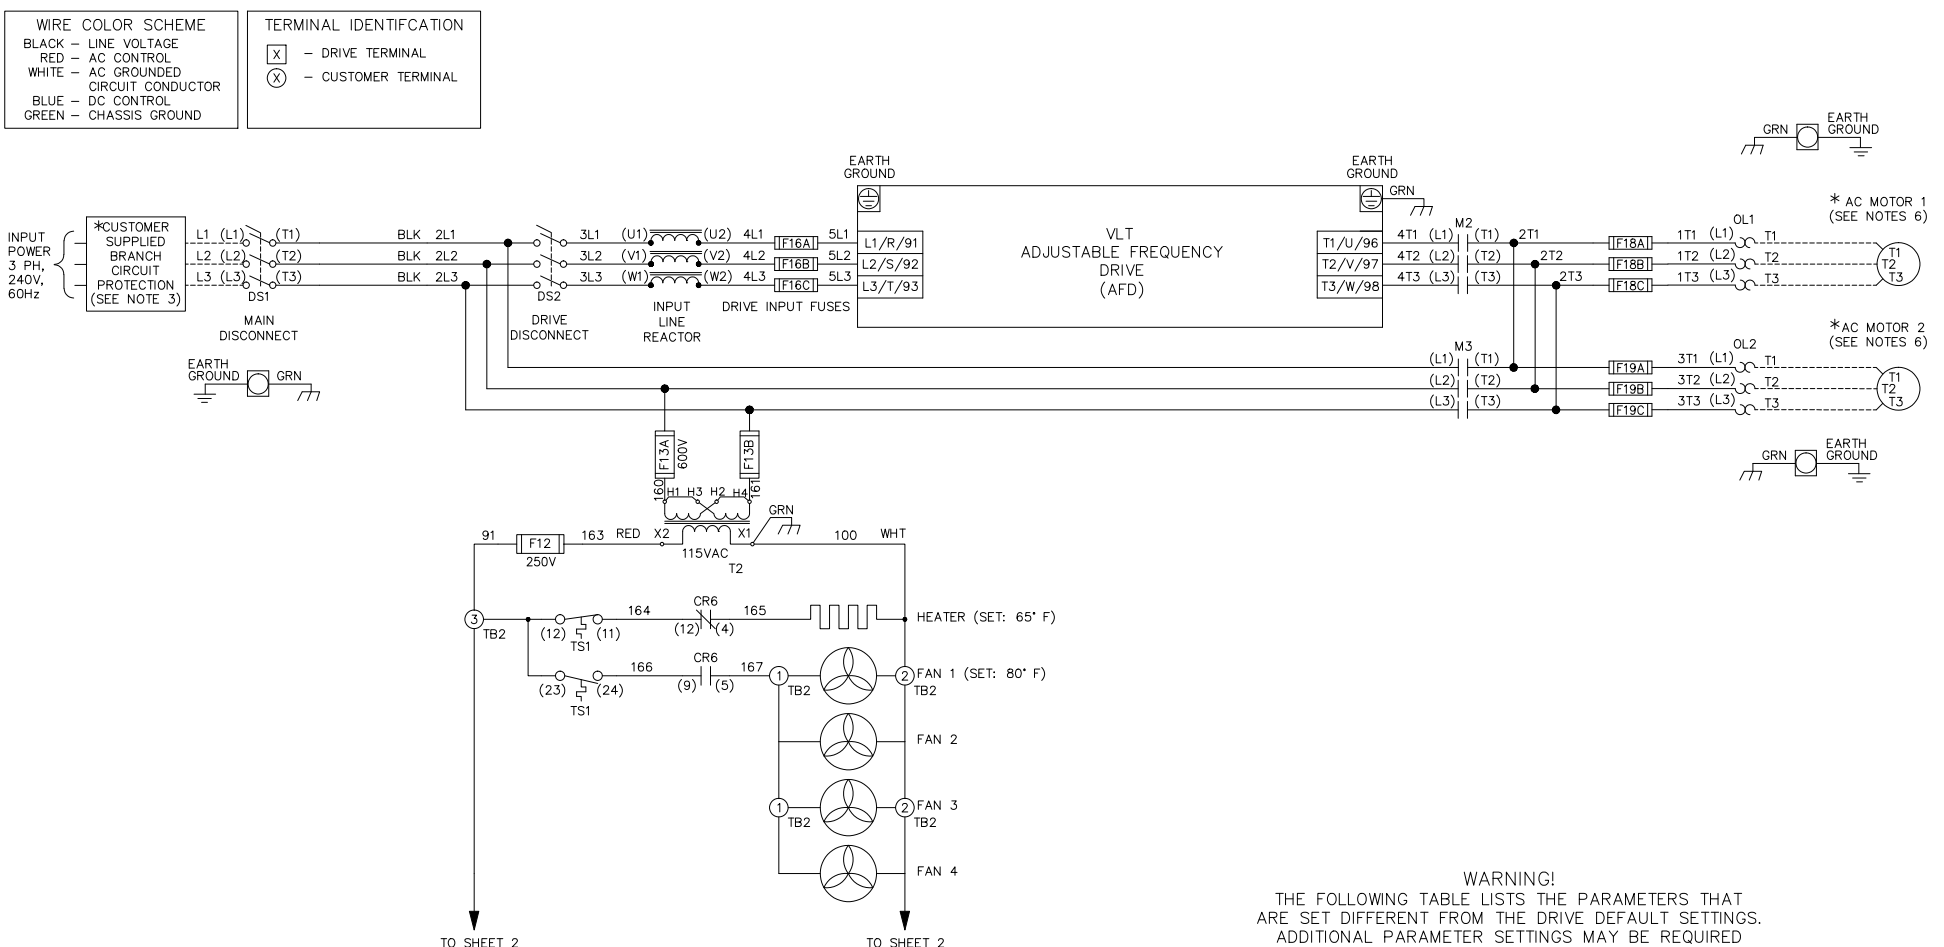 WIRE COLOR SCHEME
BLACK – LINE VOLTAGE
RED – AC CONTROL
WHITE – AC GROUNDED
CIRCUIT CONDUCTOR
BLUE – DC CONTROL
GREEN – CHASSIS GROUND
TERMINAL IDENTIFCATION
X – DRIVE TERMINAL
X – CUSTOMER TERMINAL
INPUT
POWER
3 PH,
240V,
60Hz
*CUSTOMER
SUPPLIED
BRANCH
CIRCUIT
PROTECTION
(SEE NOTE 3)
L1 (L1) (T1)
L2 (L2) (T2)
L3 (L3) (T3)
DS1
MAIN
DISCONNECT
EARTH
GROUND
GRN
BLK 2L1
BLK 2L2
BLK 2L3
DS2
DRIVE
DISCONNECT
3L1 (U1) (U2) 4L1 F16A 5L1
3L2 (V1) (V2) 4L2 F16B 5L2
3L3 (W1) (W2) 4L3 F16C 5L3
INPUT
LINE
REACTOR
DRIVE INPUT FUSES
EARTH
GROUND
L1/R/91
L2/S/92
L3/T/93
VLT
ADJUSTABLE FREQUENCY
DRIVE
(AFD)
EARTH
GROUND
GRN
T1/U/96
T2/V/97
T3/W/98
M2
4T1 (L1) (T1) 2T1 F18A 1T1 (L1) T1
4T2 (L2) (T2) 2T2 F18B 1T2 (L2) T2
4T3 (L3) (T3) 2T3 F18C 1T3 (L3) T3
OL1
GRN
EARTH
GROUND
* AC MOTOR 1
(SEE NOTES 6)
T1
T2
T3
M3
(L1) (T1) F19A 3T1 (L1) T1
(L2) (T2) F19B 3T2 (L2) T2
(L3) (T3) F19C 3T3 (L3) T3
OL2
*AC MOTOR 2
(SEE NOTES 6)
T1
T2
T3
GRN
EARTH
GROUND
F13A
600V
F13B
160
161
H1 H3 H2 H4
GRN
91 F12 163 RED X2 X1 100 WHT
250V
115VAC
T2
3
TB2
(12) (11)
TS1
164
CR6
(12) (4)
165
HEATER (SET: 65° F)
(23) (24)
TS1
166
CR6
(9) (5)
167
1
TB2
2
TB2
FAN 1 (SET: 80° F)
FAN 2
1
TB2
2
TB2
FAN 3
FAN 4
TO SHEET 2
TO SHEET 2
WARNING!
THE FOLLOWING TABLE LISTS THE PARAMETERS THAT
ARE SET DIFFERENT FROM THE DRIVE DEFAULT SETTINGS.
ADDITIONAL PARAMETER SETTINGS MAY BE REQUIRED